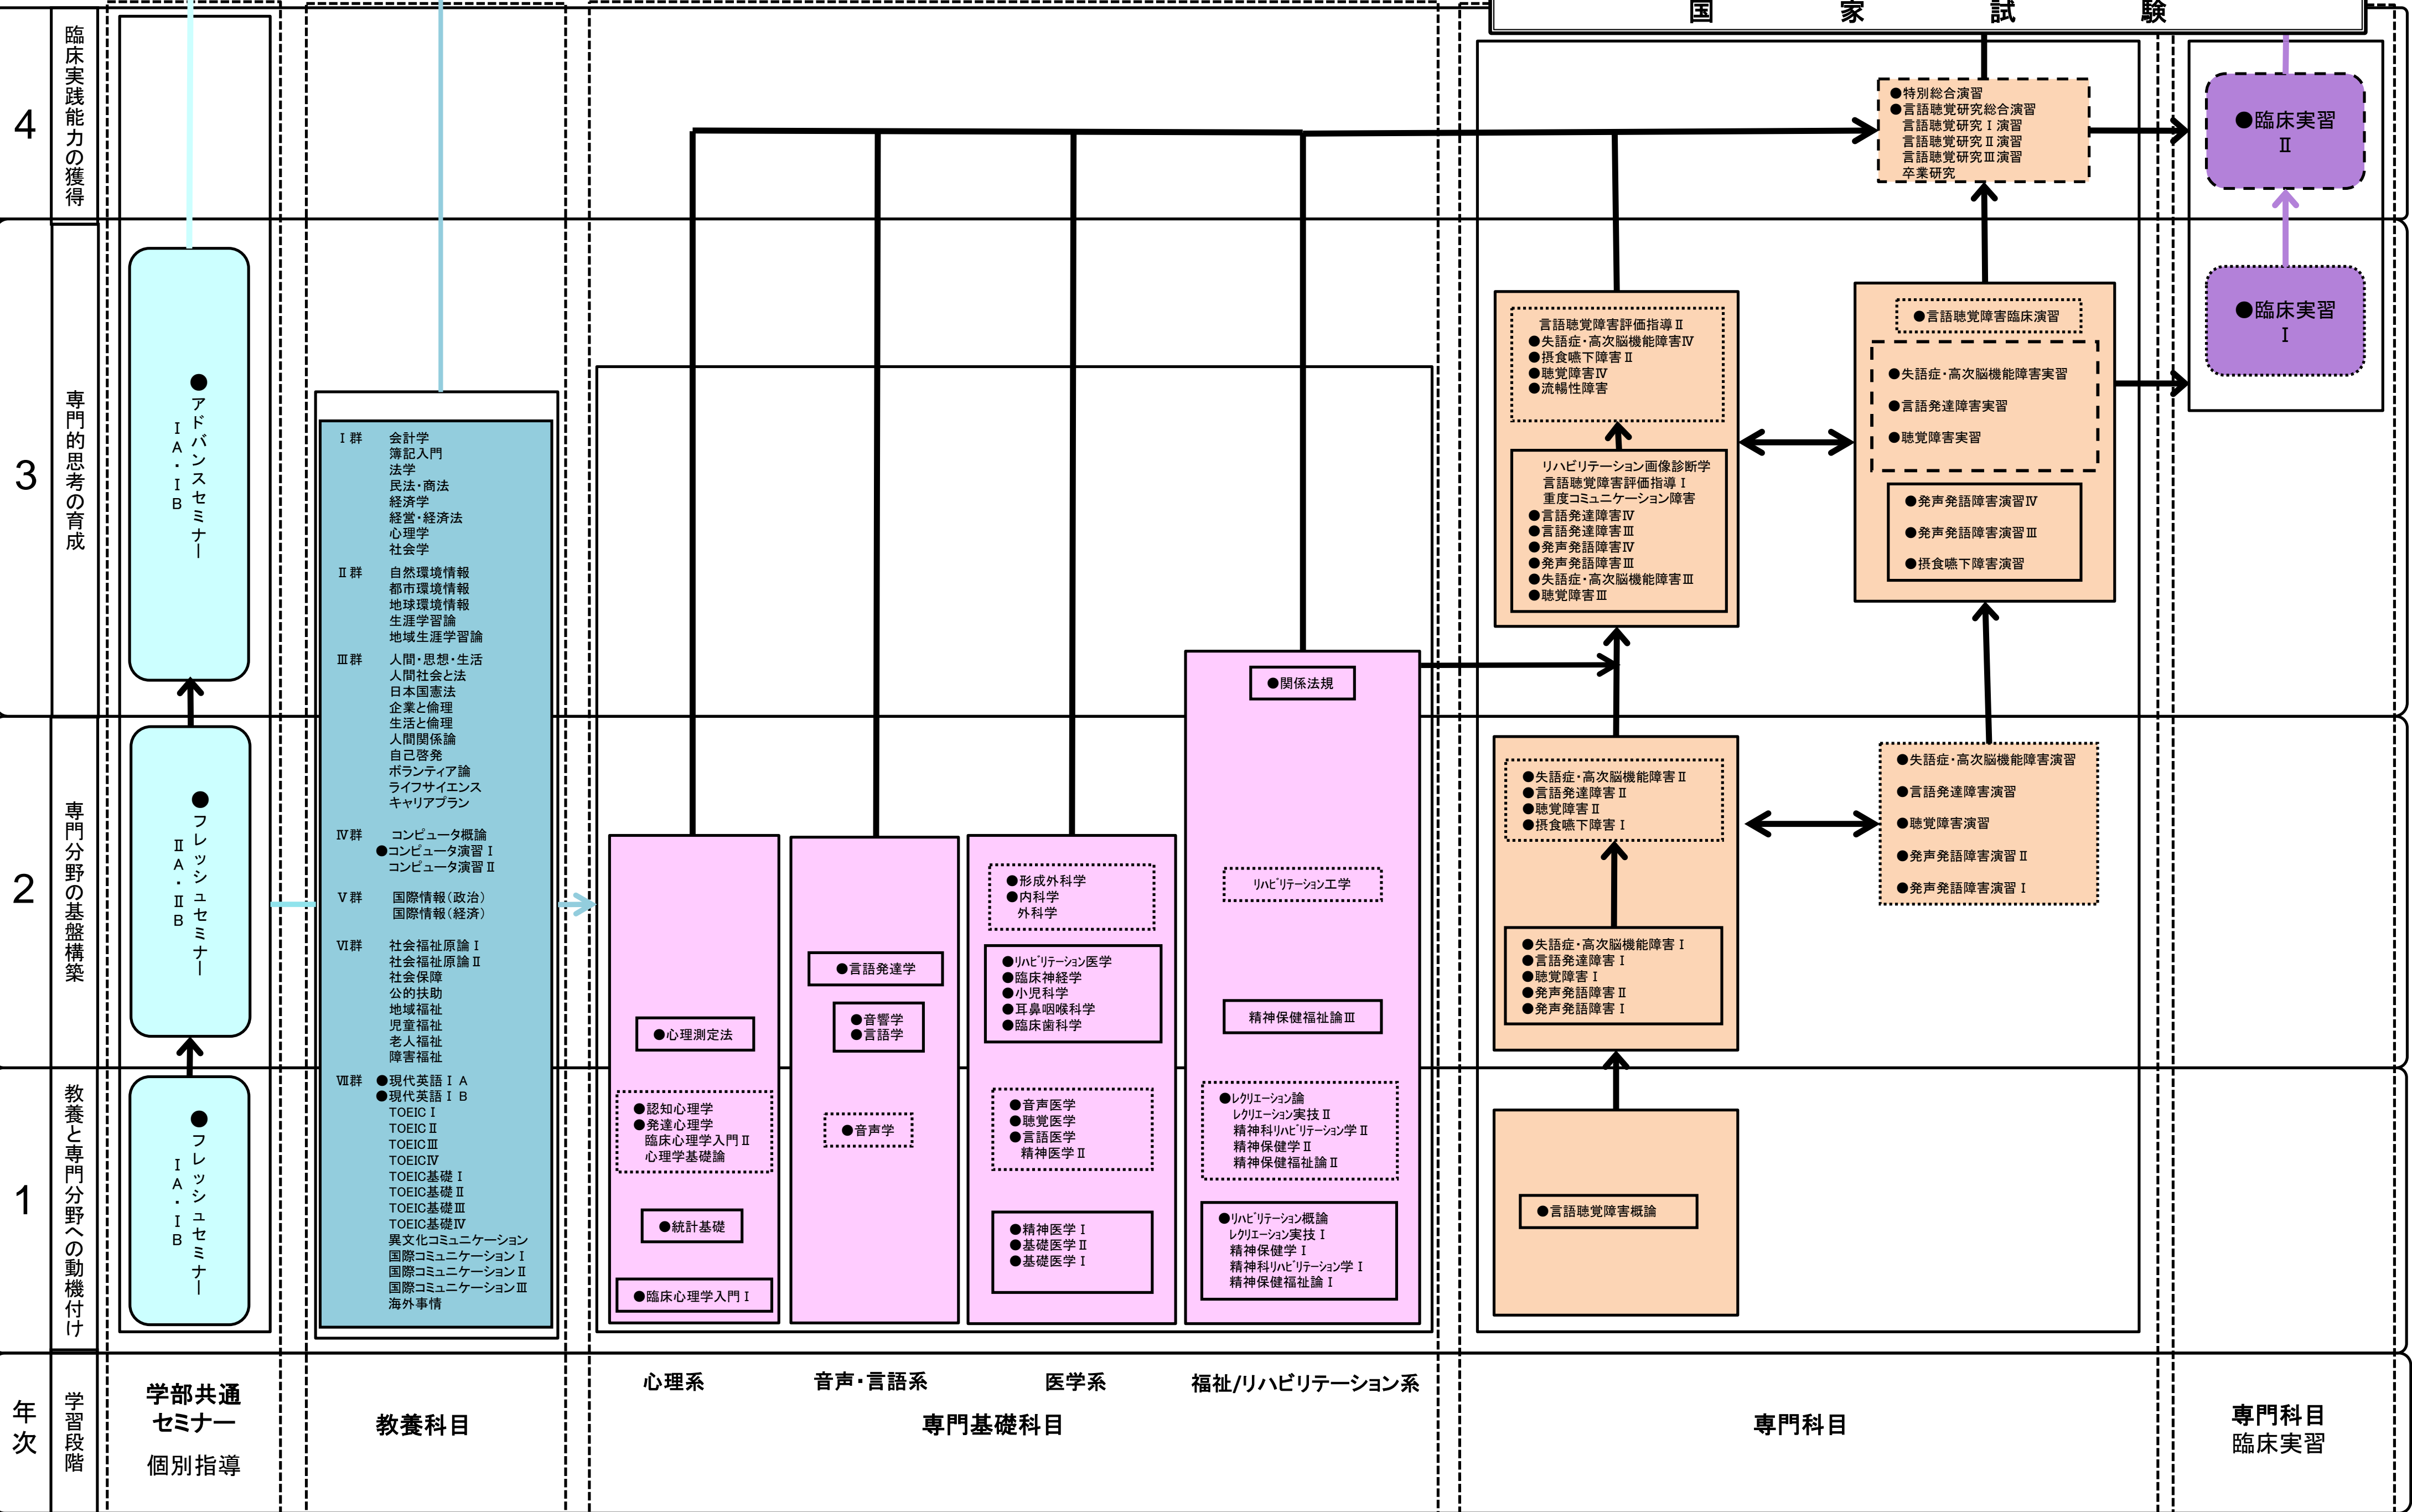 国家試験
4
臨床実践能力の獲得
●特別総合演習
●言語聴覚研究総合演習
言語聴覚研究Ⅰ演習
言語聴覚研究Ⅱ演習
言語聴覚研究Ⅲ演習
卒業研究
●臨床実習
Ⅱ
3
専門的思考の育成
●アドバンスセミナー
ⅠA・ⅠB
言語聴覚障害評価指導Ⅱ
●失語症・高次脳機能障害Ⅳ
●摂食嚥下障害Ⅱ
●聴覚障害Ⅳ
●流暢性障害
リハビリテーション画像診断学
言語聴覚障害評価指導Ⅰ
重度コミュニケーション障害
●言語発達障害Ⅳ
●言語発達障害Ⅲ
●発声発語障害Ⅳ
●発声発語障害Ⅲ
●失語症・高次脳機能障害Ⅲ
●聴覚障害Ⅲ
●言語聴覚障害臨床演習
●失語症・高次脳機能障害実習
●言語発達障害実習
●聴覚障害実習
●発声発語障害演習Ⅳ
●発声発語障害演習Ⅲ
●摂食嚥下障害演習
●臨床実習
Ⅰ
Ⅰ群 会計学
簿記入門
法学
民法・商法
経済学
経営・経済法
心理学
社会学
Ⅱ群 自然環境情報
都市環境情報
地球環境情報
生涯学習論
地域生涯学習論
Ⅲ群 人間・思想・生活
人間社会と法
日本国憲法
企業と倫理
生活と倫理
人間関係論
自己啓発
ボランティア論
ライフサイエンス
キャリアプラン
Ⅳ群 コンピュータ概論
●コンピュータ演習Ⅰ
コンピュータ演習Ⅱ
Ⅴ群 国際情報(政治)
国際情報(経済)
Ⅵ群 社会福祉原論Ⅰ
社会福祉原論Ⅱ
社会保障
公的扶助
地域福祉
児童福祉
老人福祉
障害福祉
Ⅶ群 ●現代英語ⅠA
●現代英語ⅠB
TOEICⅠ
TOEICⅡ
TOEICⅢ
TOEICⅣ
TOEIC基礎Ⅰ
TOEIC基礎Ⅱ
TOEIC基礎Ⅲ
TOEIC基礎Ⅳ
異文化コミュニケーション
国際コミュニケーションⅠ
国際コミュニケーションⅡ
国際コミュニケーションⅢ
海外事情
●関係法規
2
専門分野の基盤構築
●フレッシュセミナー
ⅡA・ⅡB
●心理測定法
●言語発達学
●音響学
●言語学
●形成外科学
●内科学
外科学
●リハビリテーション医学
●臨床神経学
●小児科学
●耳鼻咽喉科学
●臨床歯科学
リハビリテーション工学
精神保健福祉論Ⅲ
●失語症・高次脳機能障害Ⅱ
●言語発達障害Ⅱ
●聴覚障害Ⅱ
●摂食嚥下障害Ⅰ
●失語症・高次脳機能障害Ⅰ
●言語発達障害Ⅰ
●聴覚障害Ⅰ
●発声発語障害Ⅱ
●発声発語障害Ⅰ
●失語症・高次脳機能障害演習
●言語発達障害演習
●聴覚障害演習
●発声発語障害演習Ⅱ
●発声発語障害演習Ⅰ
1
教養と専門分野への動機付け
●フレッシュセミナー
ⅠA・ⅠB
●認知心理学
●発達心理学
臨床心理学入門Ⅱ
心理学基礎論
●統計基礎
●臨床心理学入門Ⅰ
●音声学
●音声医学
●聴覚医学
●言語医学
精神医学Ⅱ
●精神医学Ⅰ
●基礎医学Ⅱ
●基礎医学Ⅰ
●レクリエーション論
レクリエーション実技Ⅱ
精神科リハビリテーション学Ⅱ
精神保健学Ⅱ
精神保健福祉論Ⅱ
●リハビリテーション概論
レクリエーション実技Ⅰ
精神保健学Ⅰ
精神科リハビリテーション学Ⅰ
精神保健福祉論Ⅰ
●言語聴覚障害概論
年次
学習段階
学部共通
セミナー
個別指導
教養科目
心理系
音声・言語系
医学系
福祉/リハビリテーション系
専門基礎科目
専門科目
専門科目
臨床実習